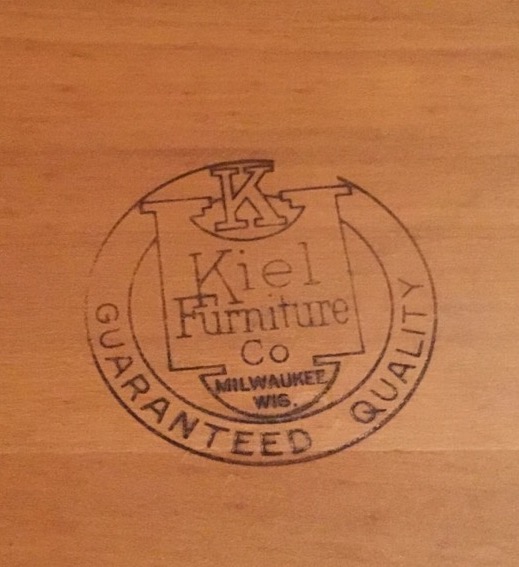 K
Kiel
Furniture
Co
MILWAUKEE
WIS.
GUARANTEED QUALITY